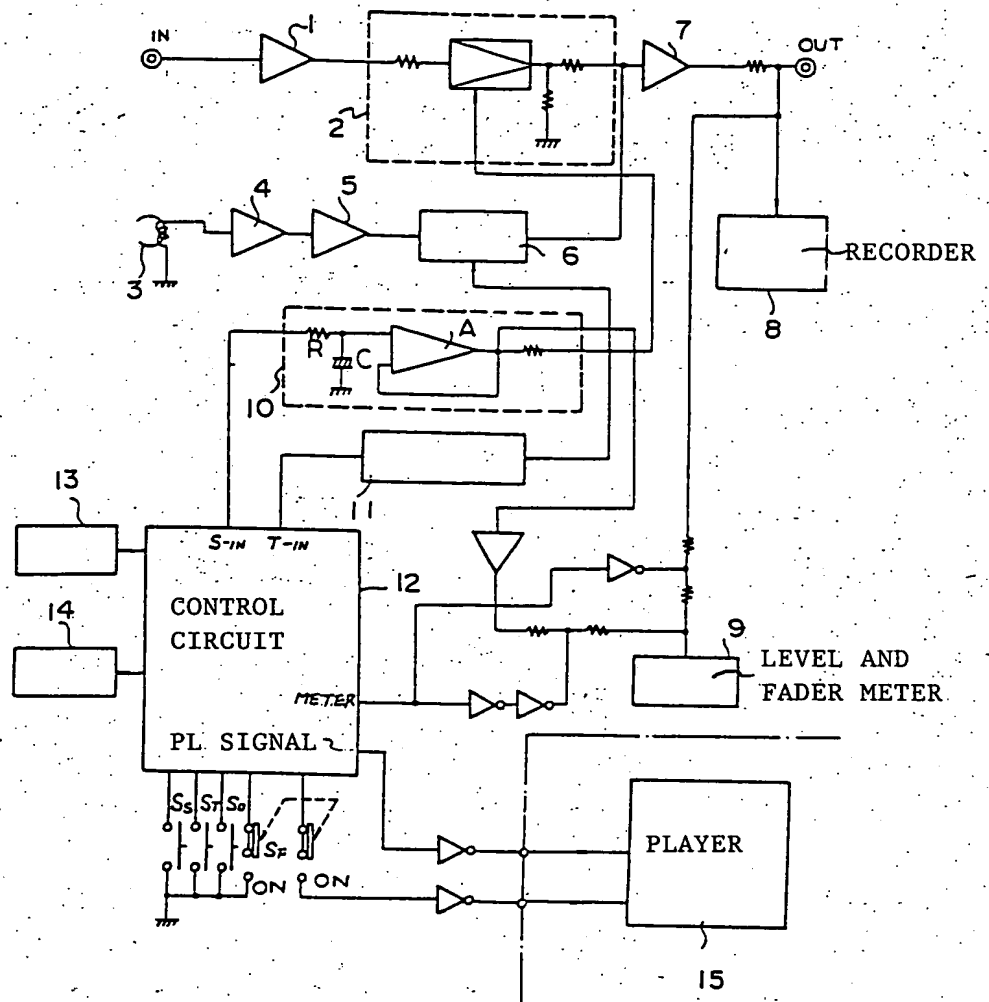 IN
1
2
7
OUT
3
4
5
6
RECORDER
8
R
C
A
10
11
13
S-IN T-IN
12
CONTROL
CIRCUIT
14
METER
9
LEVEL AND
FADER METER
PL SIGNAL
SS ST SO
SF
ON
ON
PLAYER
15